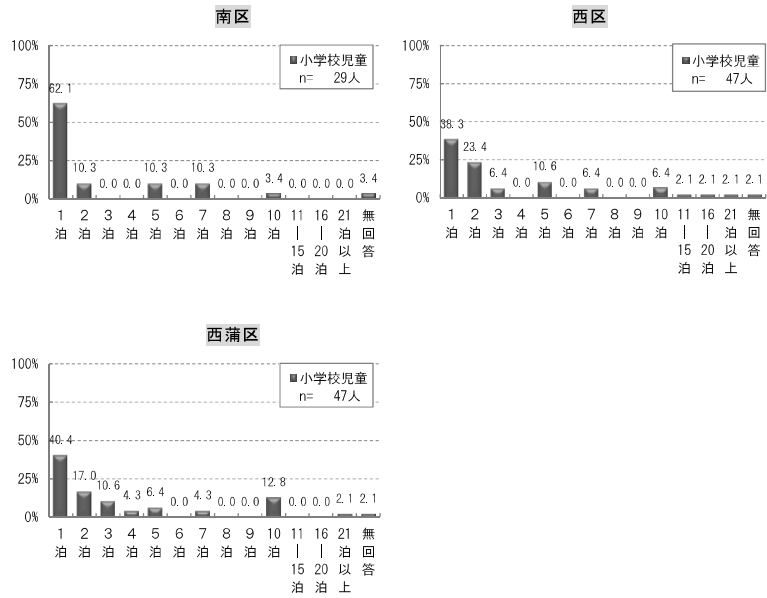 南区
100%
75%
50%
25%
0%
小学校児童
n= 29人
62.1
10.3
0.0
0.0
10.3
0.0
10.3
0.0
0.0
3.4
0.0
0.0
0.0
3.4
1泊
2泊
3泊
4泊
5泊
6泊
7泊
8泊
9泊
10泊
11―15泊
16―20泊
21泊以上
無回答
西区
100%
75%
50%
25%
0%
小学校児童
n= 47人
38.3
23.4
6.4
0.0
10.6
0.0
6.4
0.0
0.0
6.4
2.1
2.1
2.1
2.1
1泊
2泊
3泊
4泊
5泊
6泊
7泊
8泊
9泊
10泊
11―15泊
16―20泊
21泊以上
無回答
西蒲区
100%
75%
50%
25%
0%
小学校児童
n= 47人
40.4
17.0
10.6
4.3
6.4
0.0
4.3
0.0
0.0
12.8
0.0
0.0
2.1
2.1
1泊
2泊
3泊
4泊
5泊
6泊
7泊
8泊
9泊
10泊
11―15泊
16―20泊
21泊以上
無回答